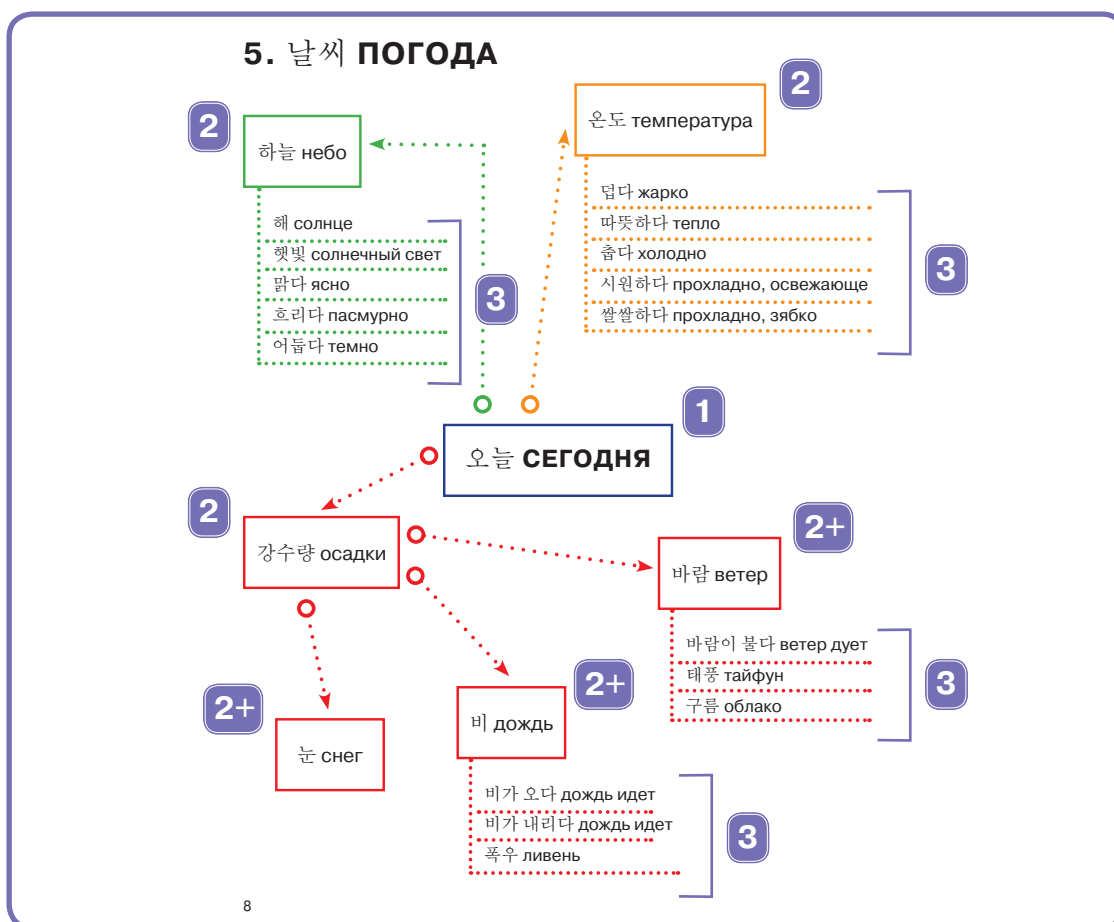 5. 날씨 ПОГОДА
2
하늘 небо
해 солнце
햇빛 солнечный свет
맑다 ясно
흐리다 пасмурно
어둡다 темно
3
2
온도 температура
덥다 жарко
따뜻하다 тепло
춥다 холодно
시원하다 прохладно, освежающе
쌀쌀하다 прохладно, зябко
3
1
오늘 СЕГОДНЯ
2
강수량 осадки
2+
바람 ветер
바람이 불다 ветер дует
태풍 тайфун
구름 облако
3
2+
눈 снег
2+
비 дождь
비가 오다 дождь идет
비가 내리다 дождь идет
폭우 ливень
3
8